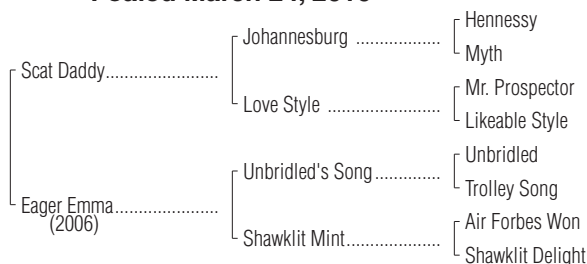 Foaled March 24,
Hennessy
Johannesburg ...................
Myth
Scat Daddy.........................
Mr. Prospector
Love Style .........................
Likeable Style
Unbridled
Unbridled's Song..............
Trolley Song
Eager Emma.......................
(2006)
Air Forbes Won
Shawklit Mint.....................
Shawklit Delight